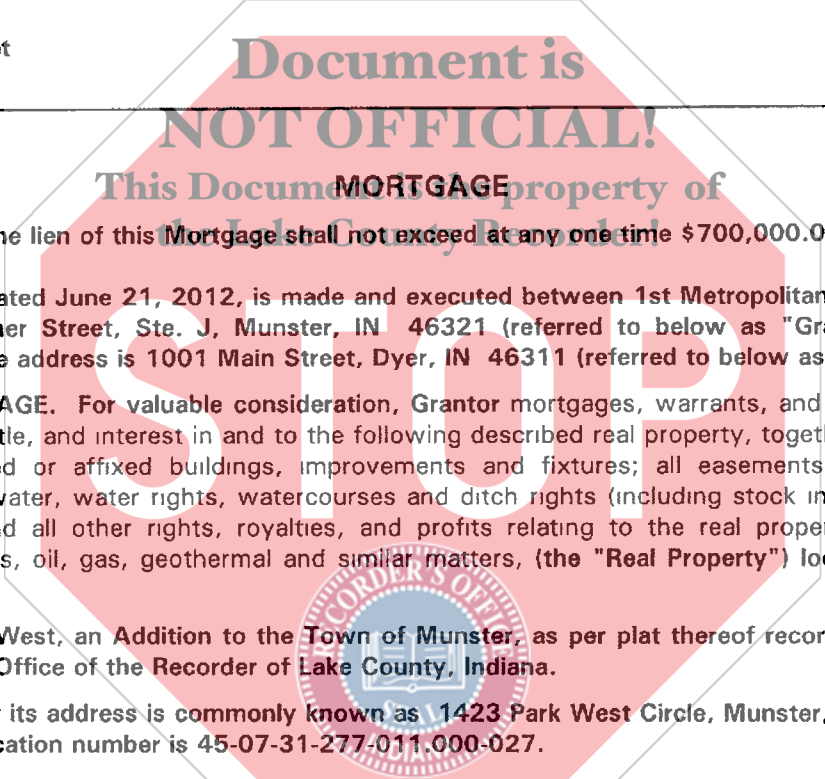 t
Document is
NOT OFFICIAL!
This Document is the property of
the Lake County Recorder!
MORTGAGE
ne lien of this Mortgage shall not exceed at any one time $700,000.0
ated June 21, 2012, is made and executed between 1st Metropolitan
er Street, Ste. J, Munster, IN 46321 (referred to below as "Gra
e address is 1001 Main Street, Dyer, IN 46311 (referred to below as
AGE. For valuable consideration, Grantor mortgages, warrants, and
tle, and interest in and to the following described real property, togeth
d or affixed buildings, improvements and fixtures; all easements
vater, water rights, watercourses and ditch rights (including stock in
d all other rights, royalties, and profits relating to the real proper
s, oil, gas, geothermal and similar matters, (the "Real Property") loc
West, an Addition to the Town of Munster, as per plat thereof recor
Office of the Recorder of Lake County, Indiana.
its address is commonly known as 1423 Park West Circle, Munster,
cation number is 45-07-31-277-011.000-027.
STOP
RECORDER'S OFFICE
SEAL
INDIANA